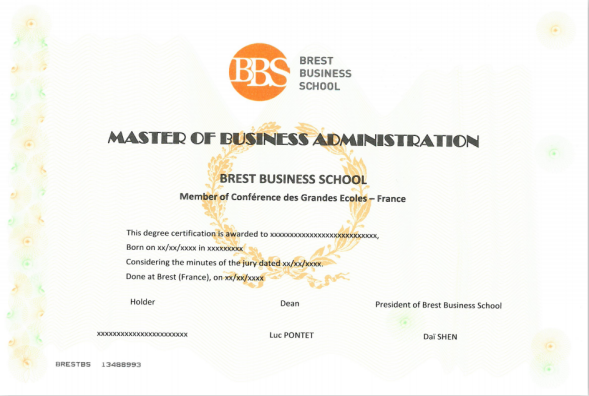 BBS
BREST
BUSINESS
SCHOOL
MASTER OF BUSINESS ADMINISTRATION
BREST BUSINESS SCHOOL
Member of Conférence des Grandes Ecoles – France
This degree certification is awarded to xxxxxxxxxxxxxxxxxxxxxxxxxxx,
Born on xx/xx/xxxx in xxxxxxxxx
Considering the minutes of the jury dated xx/xx/xxxx.
Done at Brest (France), on xx/xx/xxxx
Holder Dean President of Brest Business School
xxxxxxxxxxxxxxxxxxxxxxx Luc PONTET Daï SHEN
BRESTBS 13488993